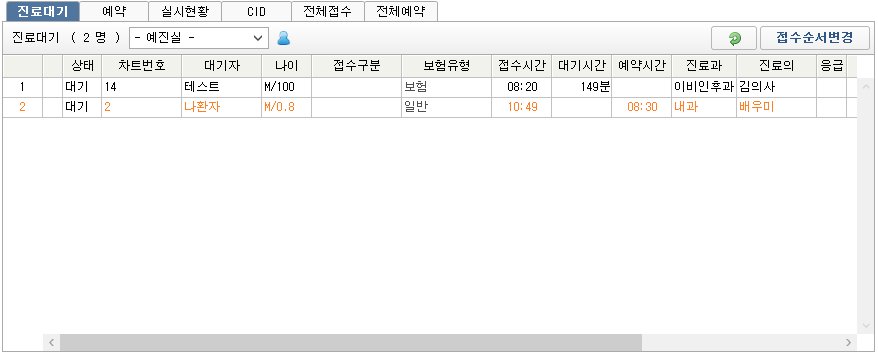 진료대기 예약 실시현황 CID 전체접수 전체예약
진료대기 ( 2 명 ) - 예진실 - 접수순서변경
상태 차트번호 대기자 나이 접수구분 보험유형 접수시간 대기시간 예약시간 진료과 진료의 응급
1 대기 14 테스트 M/100 보험 08:20 149분 이비인후과 김의사
2 대기 2 나환자 M/0.8 일반 10:49 08:30 내과 배우미